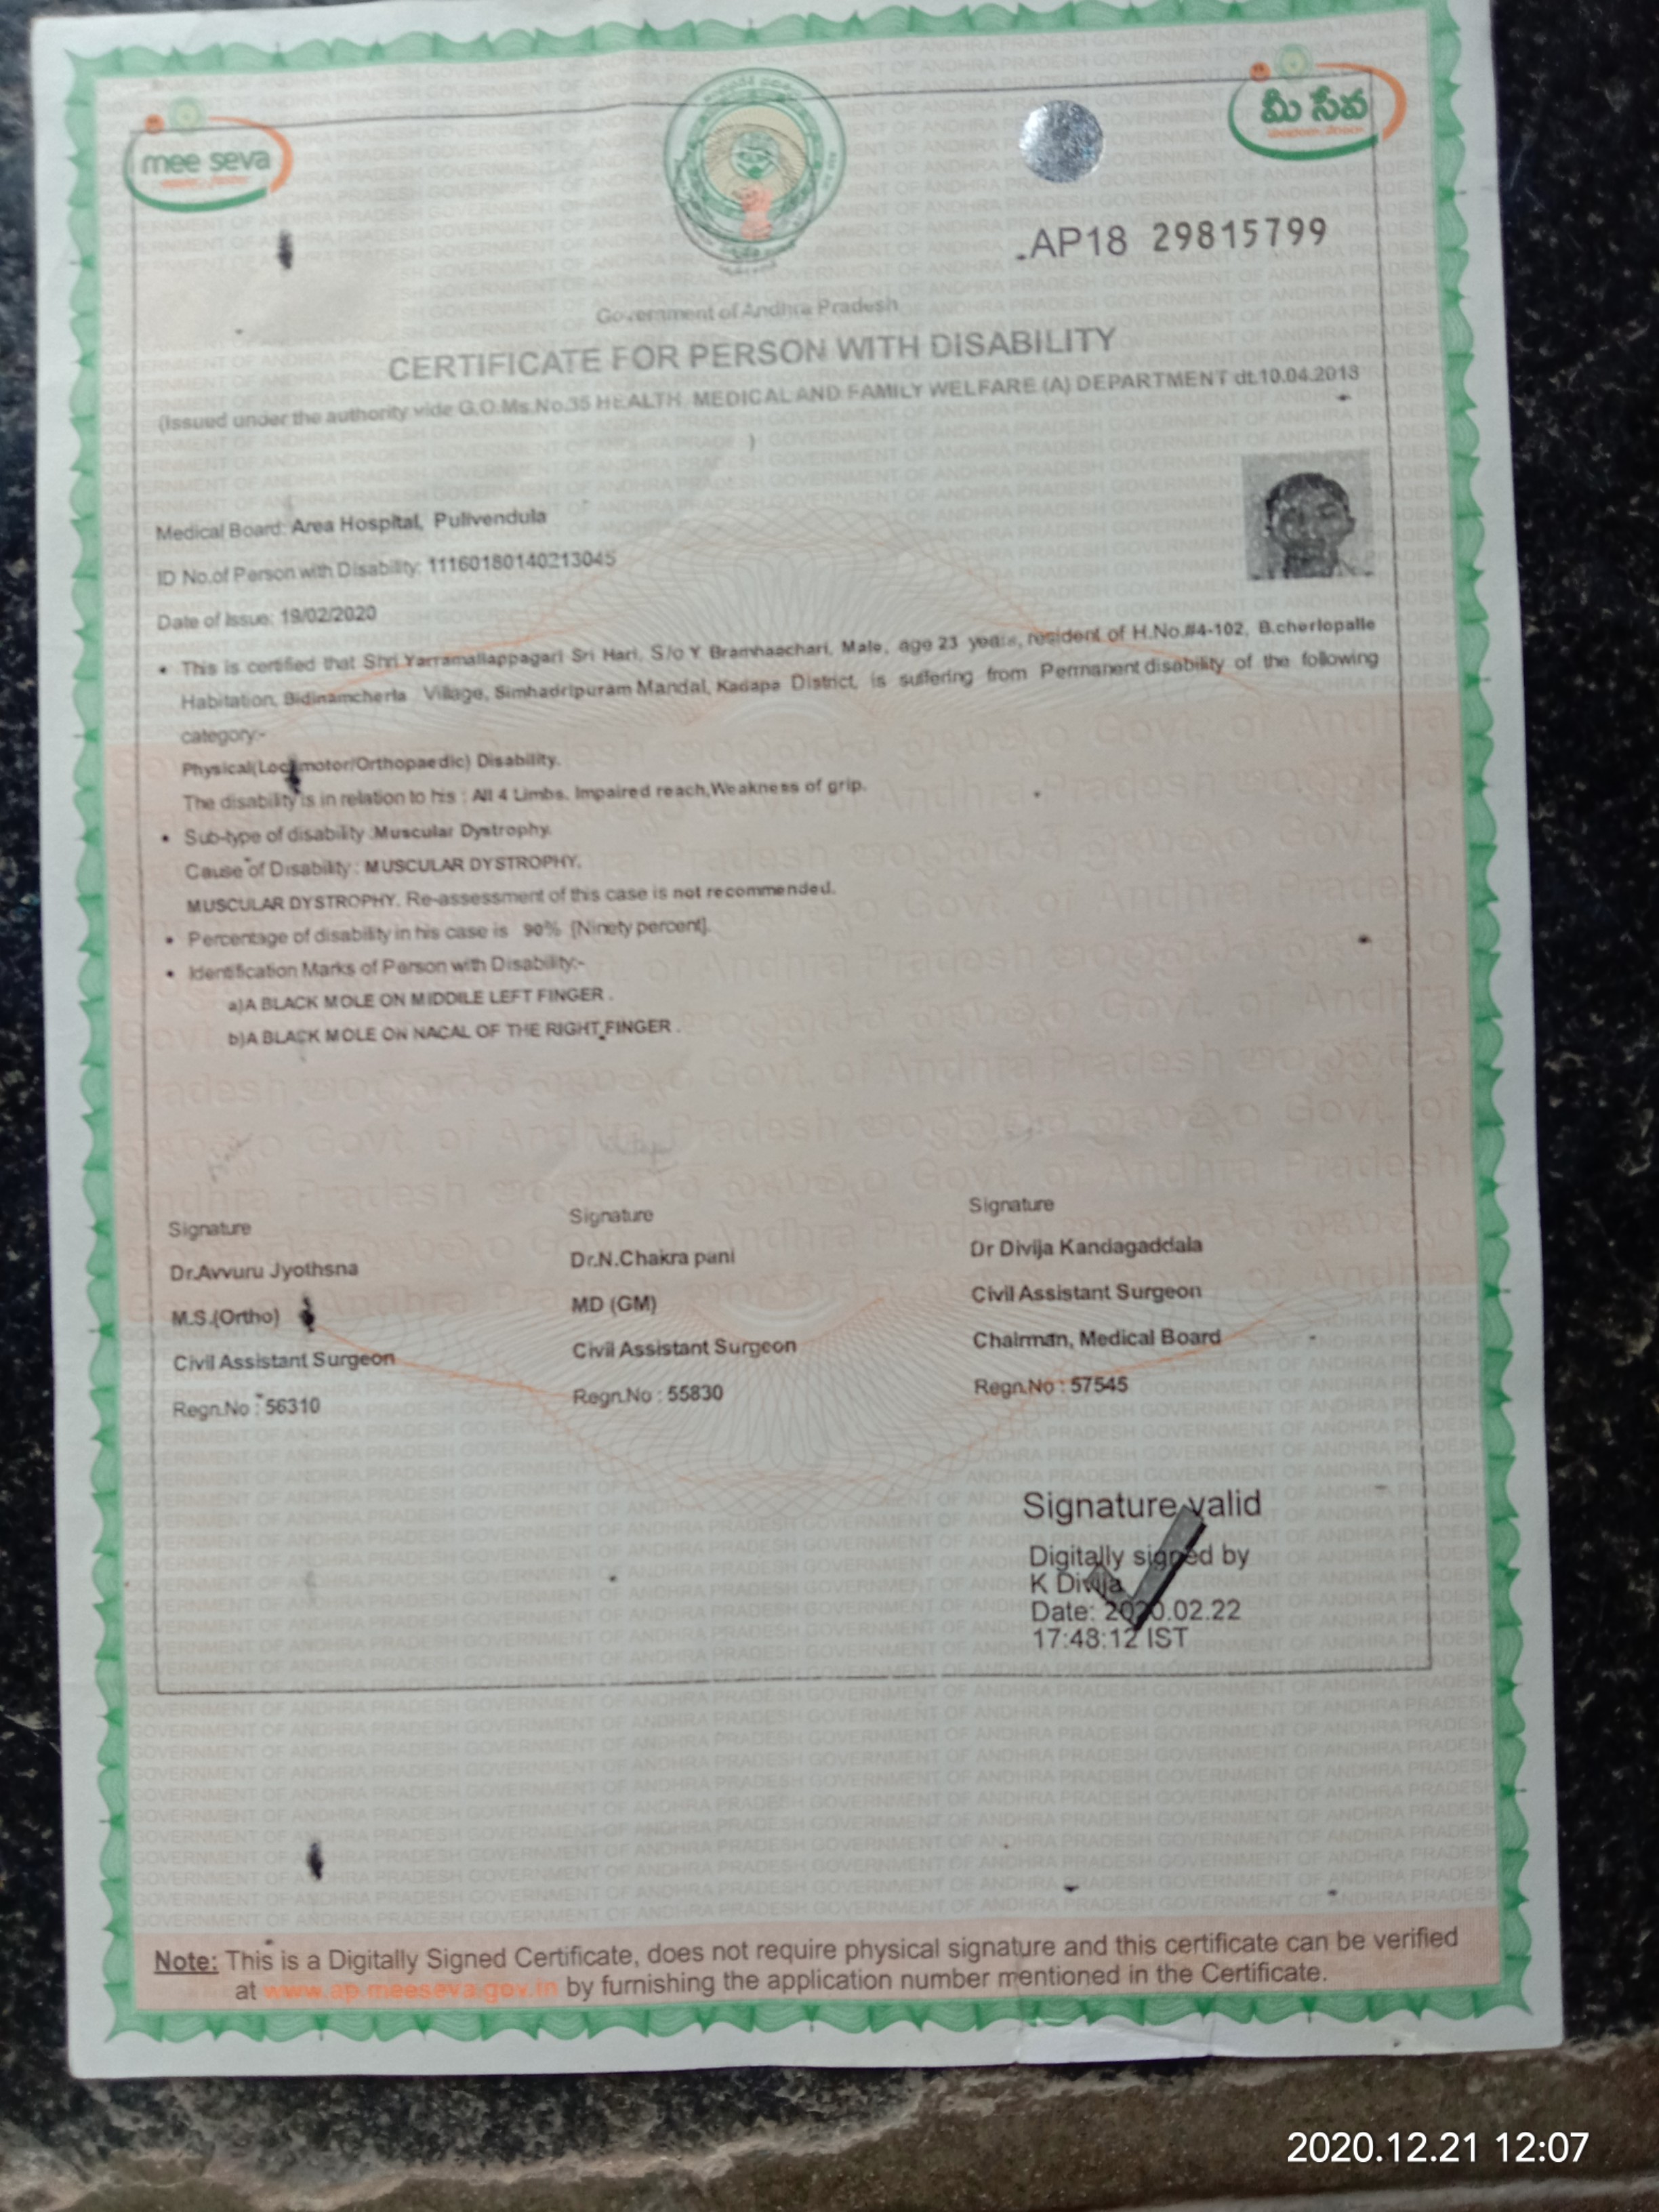 mee seva
మీ సేవ
.AP18 29815799
Government of Andhra Pradesh
CERTIFICATE FOR PERSON WITH DISABILITY
(Issued under the authority vide G.O.Ms.No.35 HEALTH MEDICAL AND FAMILY WELFARE (A) DEPARTMENT dt.10.04.2018
)
Medical Board: Area Hospital, Pulivendula
ID No.of Person with Disability: 11160180140213045
Date of Issue: 19/02/2020
• This is certified that Shri Yarramallappagari Sri Hari, S/o Y Bramhaachari, Male, age 23 years, resident of H.No.#4-102, B.cherlopalle
Habitation, Bidinamcherla Village, Simhadripuram Mandal, Kadapa District, is suffering from Permanent disability of the following
category:-
Physical(Locomotor/Orthopaedic) Disability.
The disability is in relation to his : All 4 Limbs. Impaired reach,Weakness of grip.
• Sub-type of disability :Muscular Dystrophy.
Cause of Disability : MUSCULAR DYSTROPHY.
MUSCULAR DYSTROPHY. Re-assessment of this case is not recommended.
• Percentage of disability in his case is 90% [Ninety percent].
• Identification Marks of Person with Disability:-
a)A BLACK MOLE ON MIDDILE LEFT FINGER .
b)A BLACK MOLE ON NACAL OF THE RIGHT FINGER .
Signature
Dr.Avvuru Jyothsna
M.S.(Ortho)
Civil Assistant Surgeon
Regn.No : 56310
Signature
Dr.N.Chakra pani
MD (GM)
Civil Assistant Surgeon
Regn.No : 55830
Signature
Dr Divija Kandagaddala
Civil Assistant Surgeon
Chairman, Medical Board
Regn.No : 57545
Signature valid
Digitally signed by
K Divija
Date: 2020.02.22
17:48:12 IST
Note: This is a Digitally Signed Certificate, does not require physical signature and this certificate can be verified
at www.ap.meeseva.gov.in by furnishing the application number mentioned in the Certificate.
2020.12.21 12:07